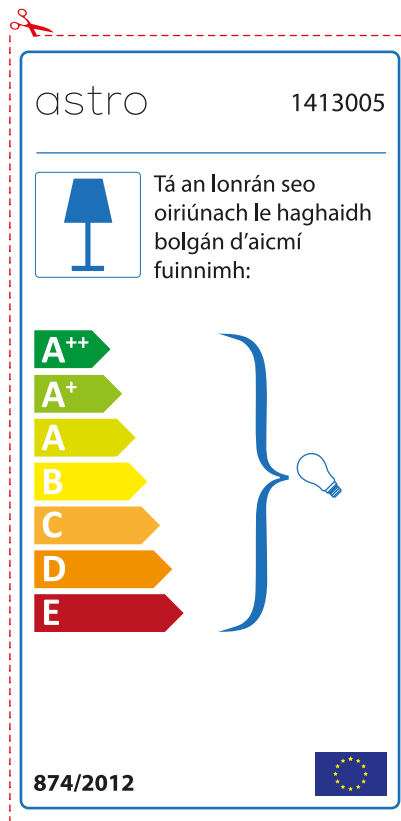 astro
1413005
Tá an lonrán seo
oiriúnach le haghaidh
bolgán d'aicmí
fuinnimh:
A++
A+
A
B
C
D
E
874/2012